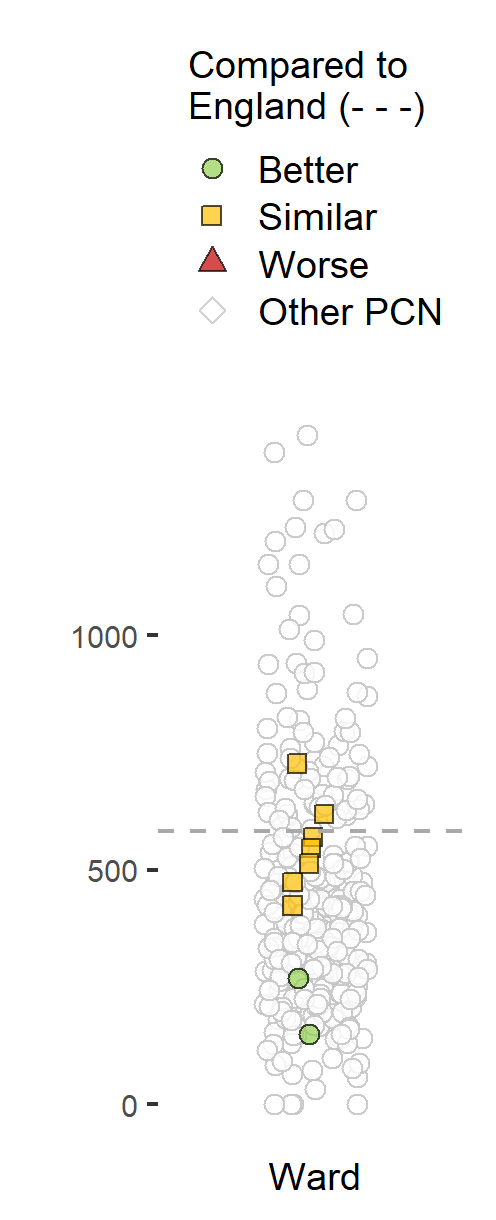 Compared to
England (- - -)
Better
Similar
Worse
Other PCN
1000
500
0
Ward